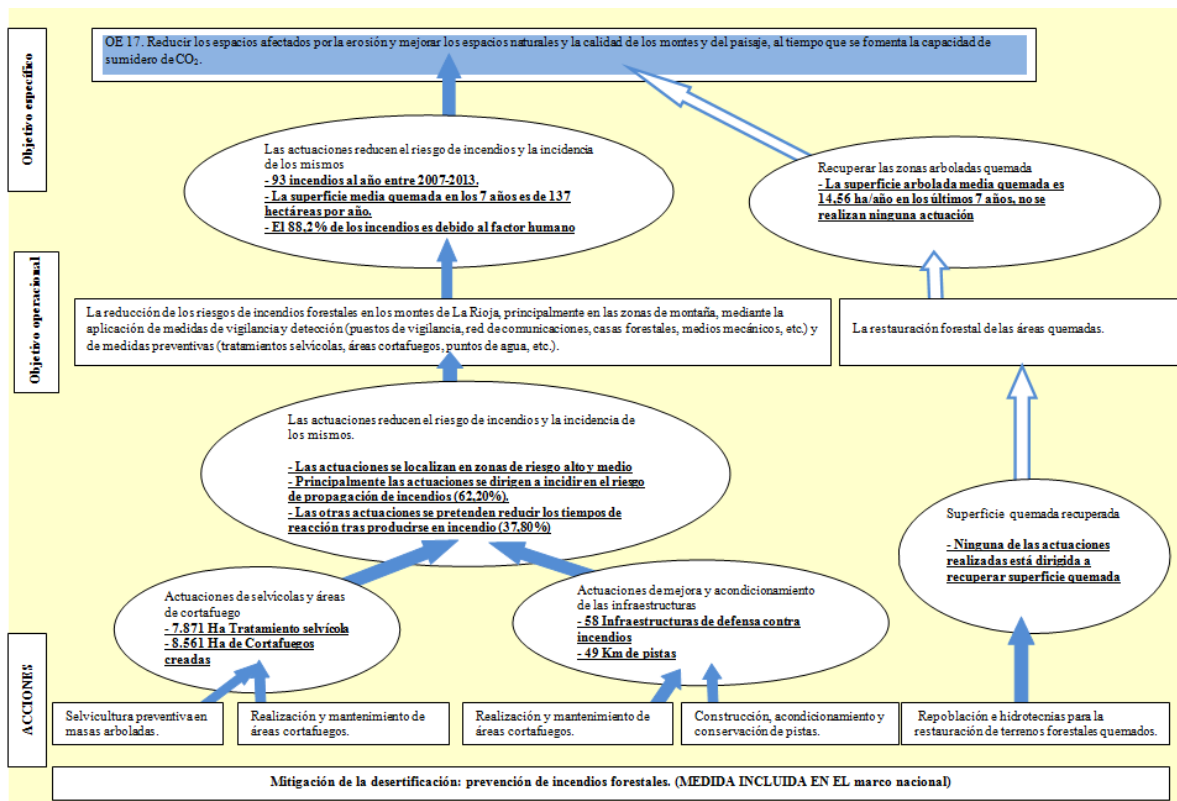 Objetivo específico
OE 17. Reducir los espacios afectados por la erosión y mejorar los espacios naturales y la calidad de los montes y del paisaje, al tiempo que se fomenta la capacidad de
sumidero de CO₂.
Las actuaciones reducen el riesgo de incendios y la incidencia
de los mismos
- 93 incendios al año entre 2007-2013.
- La superficie media quemada en los 7 años es de 137
hectáreas por año.
- El 88,2% de los incendios es debido al factor humano
Recuperar las zonas arboladas quemada
- La superficie arbolada media quemada es
14,56 ha/año en los últimos 7 años, no se
realizan ninguna actuación
Objetivo operacional
La reducción de los riesgos de incendios forestales en los montes de La Rioja, principalmente en las zonas de montaña, mediante la
aplicación de medidas de vigilancia y detección (puestos de vigilancia, red de comunicaciones, casas forestales, medios mecánicos, etc.) y
de medidas preventivas (tratamientos selvícolas, áreas cortafuegos, puntos de agua, etc.).
La restauración forestal de las áreas quemadas.
Las actuaciones reducen el riesgo de incendios y la incidencia de
los mismos.
- Las actuaciones se localizan en zonas de riesgo alto y medio
- Principalmente las actuaciones se dirigen a incidir en el riesgo
de propagación de incendios (62,20%).
- Las otras actuaciones se pretenden reducir los tiempos de
reacción tras producirse en incendio (37,80%)
Superficie quemada recuperada
- Ninguna de las actuaciones
realizadas está dirigida a
recuperar superficie quemada
Actuaciones de selvícolas y áreas
de cortafuego
- 7.871 Ha Tratamiento selvícola
- 8.561 Ha de Cortafuegos
creadas
Actuaciones de mejora y acondicionamiento
de las infraestructuras
- 58 Infraestructuras de defensa contra
incendios
- 49 Km de pistas
ACCIONES
Selvicultura preventiva en
masas arboladas.
Realización y mantenimiento de
áreas cortafuegos.
Realización y mantenimiento de
áreas cortafuegos.
Construcción, acondicionamiento y
conservación de pistas.
Repoblación e hidrotecnias para la
restauración de terrenos forestales quemados.
Mitigación de la desertificación: prevención de incendios forestales. (MEDIDA INCLUIDA EN EL marco nacional)